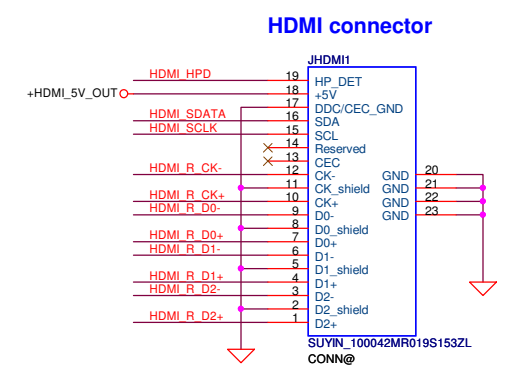 HDMI connector
JHDMI1
HDMI_HPD 19 HP_DET
+HDMI_5V_OUT 18 +5V
17 DDC/CEC_GND
HDMI_SDATA 16 SDA
HDMI_SCLK 15 SCL
14 Reserved
13 CEC
HDMI_R_CK- 12 CK- GND 20
11 CK_shield GND 21
HDMI_R_CK+ 10 CK+ GND 22
HDMI_R_D0- 9 D0- GND 23
8 D0_shield
HDMI_R_D0+ 7 D0+
HDMI_R_D1- 6 D1-
5 D1_shield
HDMI_R_D1+ 4 D1+
HDMI_R_D2- 3 D2-
2 D2_shield
HDMI_R_D2+ 1 D2+
SUYIN_100042MR019S153ZL
CONN@